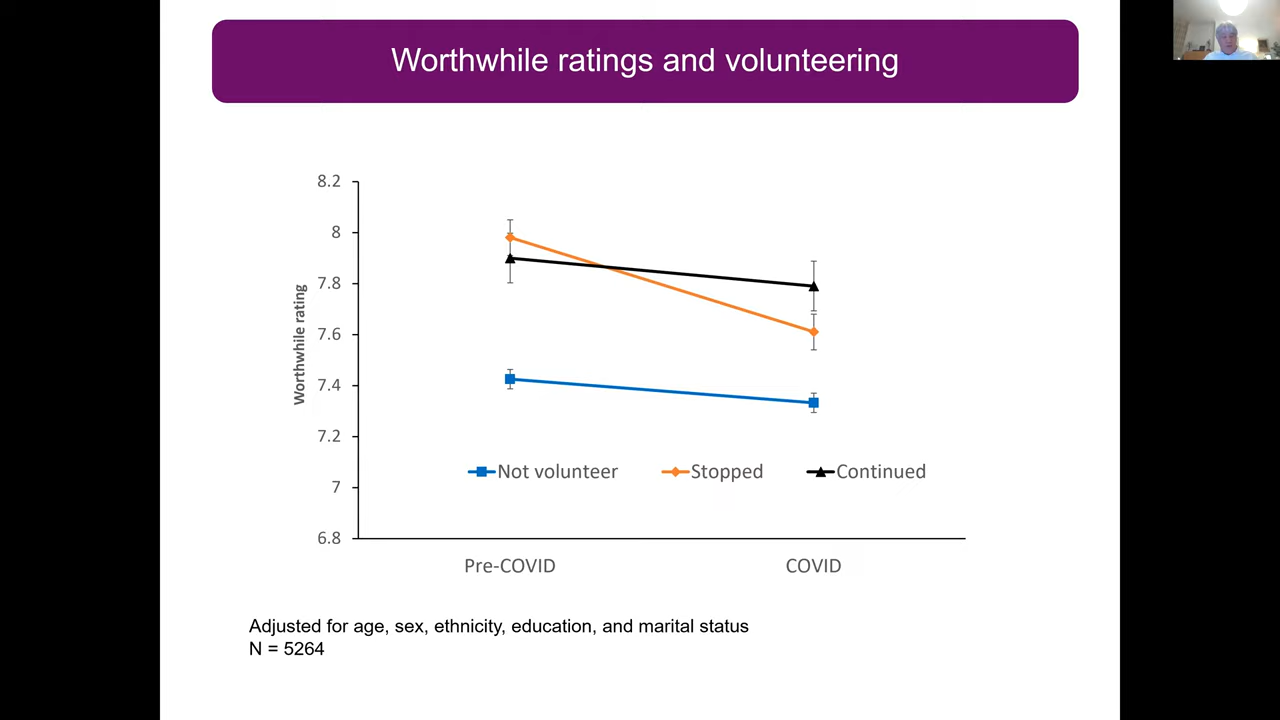 Worthwhile ratings and volunteering
8.2
8
7.8
7.6
7.4
7.2
7
6.8
Worthwhile rating
Not volunteer
Stopped
Continued
Pre-COVID
COVID
Adjusted for age, sex, ethnicity, education, and marital status
N = 5264